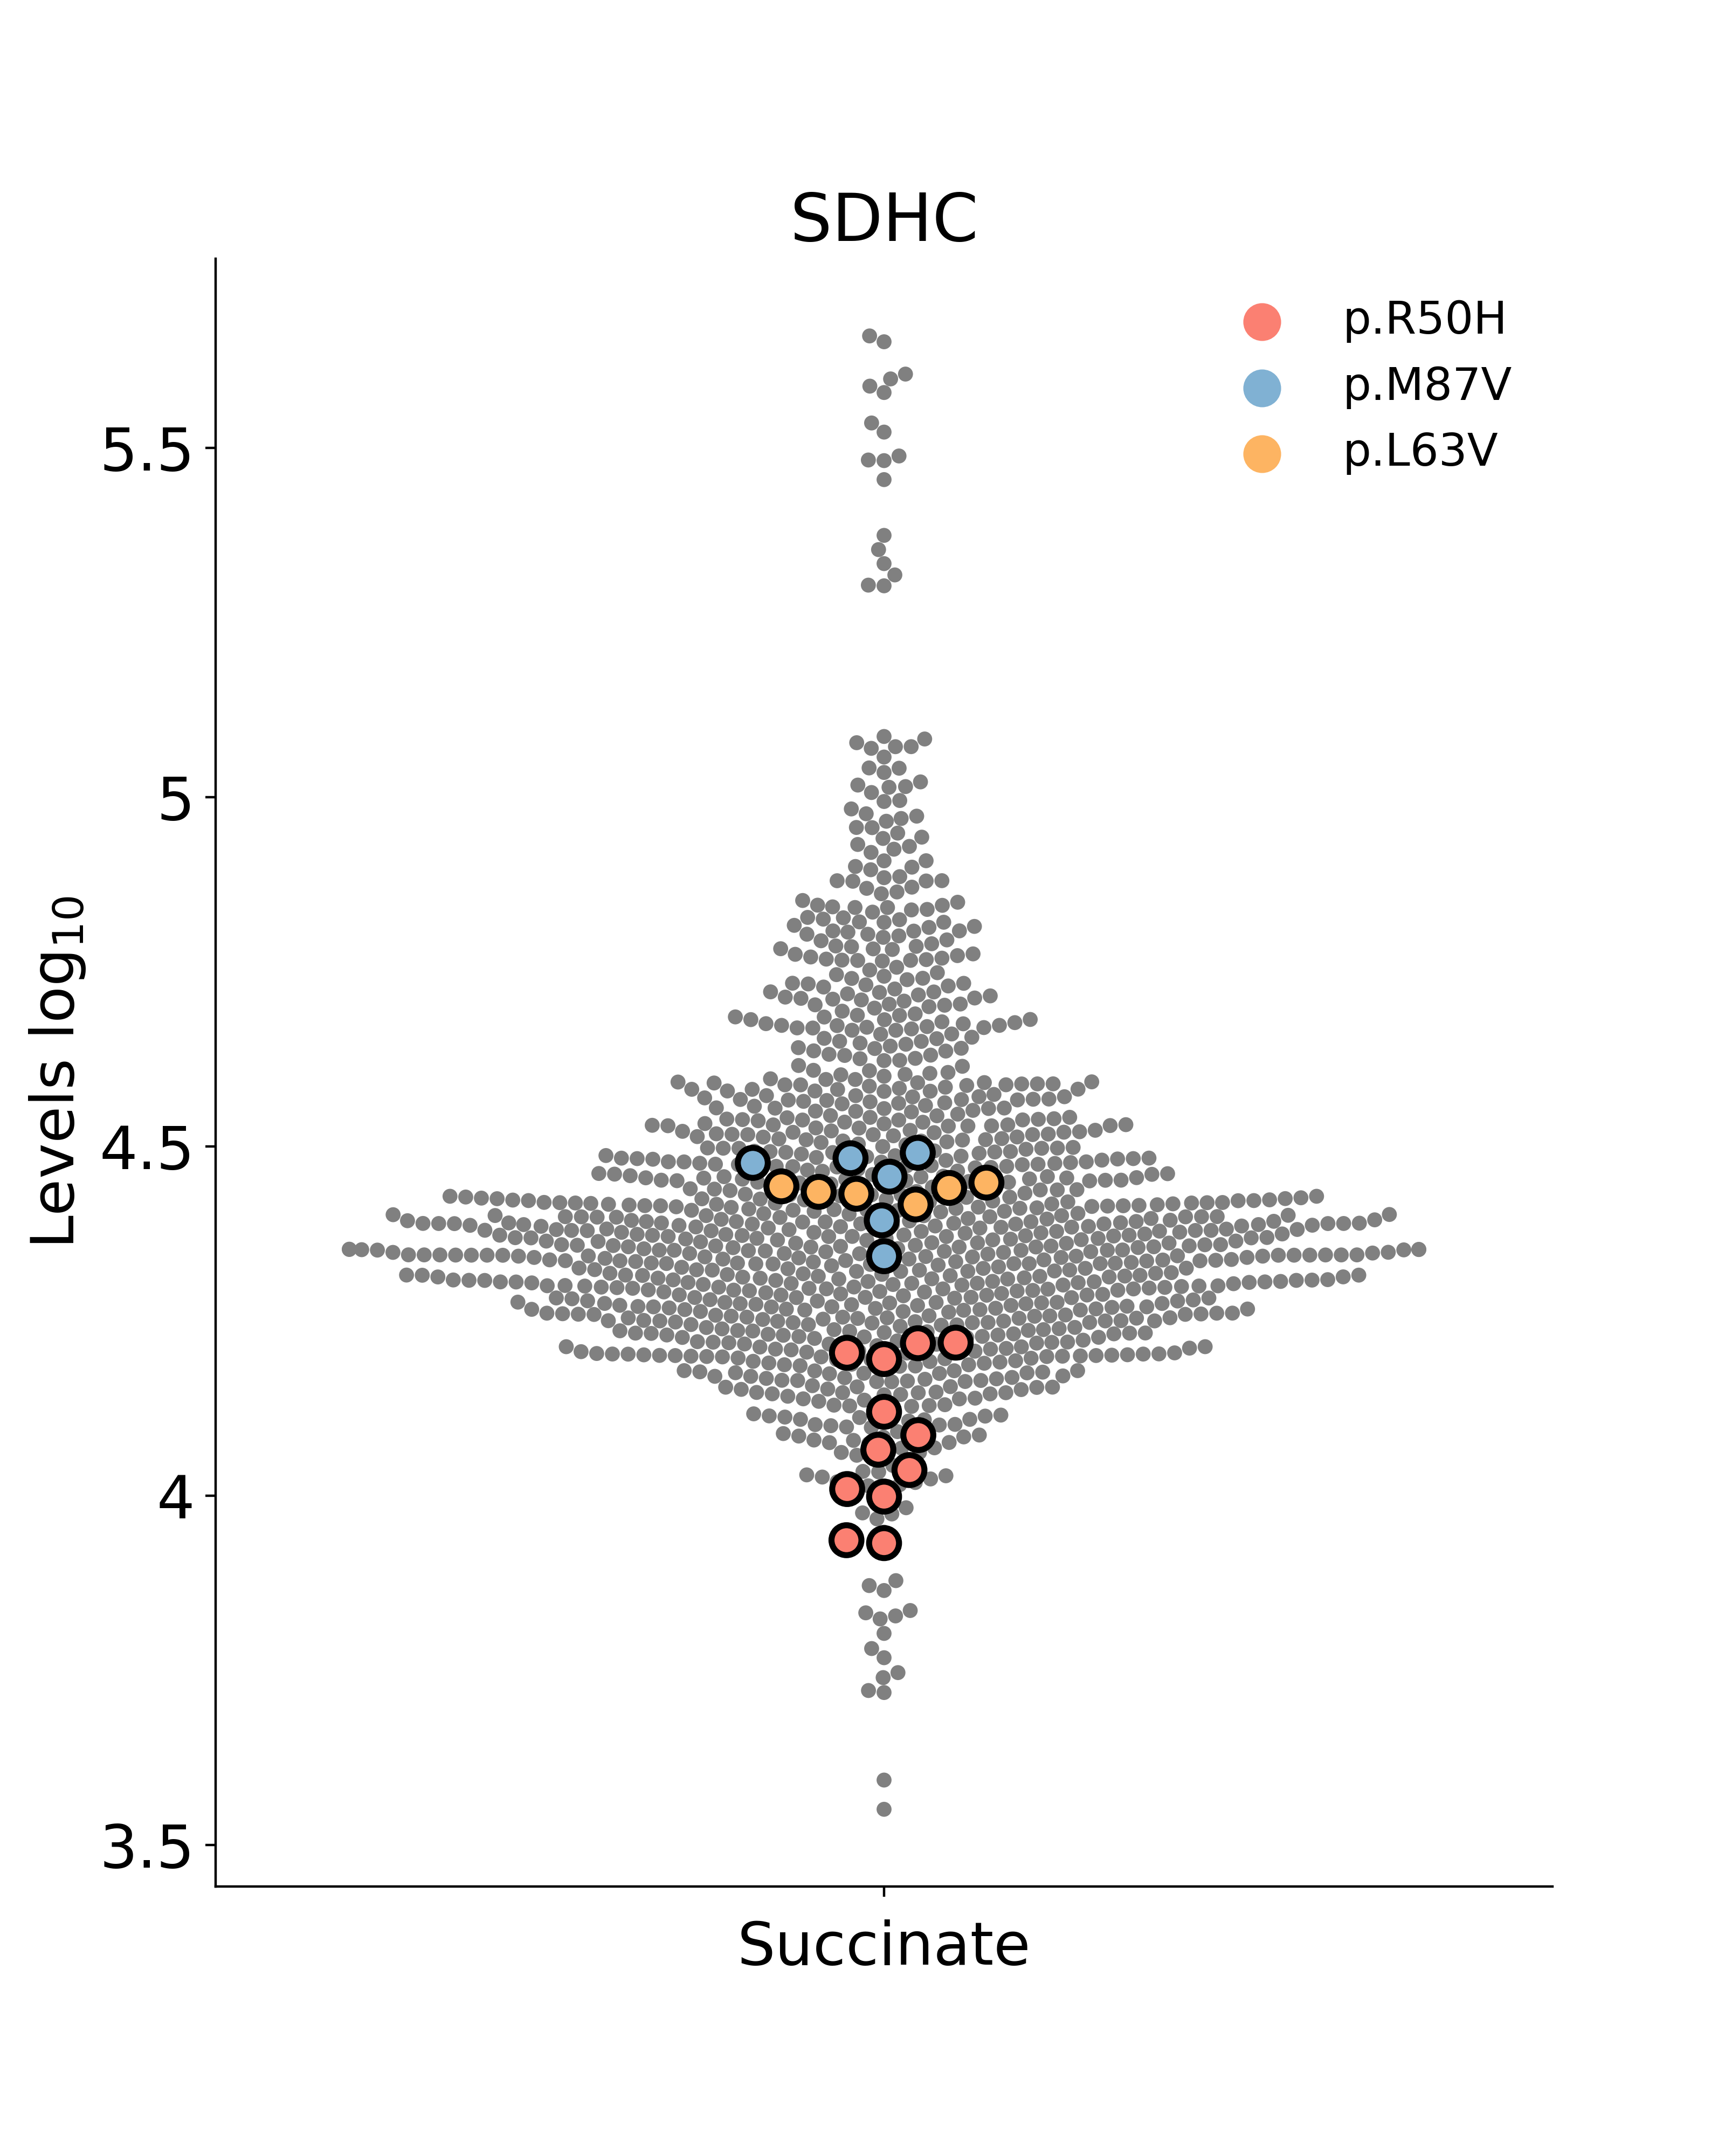 SDHC
p.R50H
p.M87V
p.L63V
5.5
5
4.5
4
3.5
Levels log₁₀
Succinate